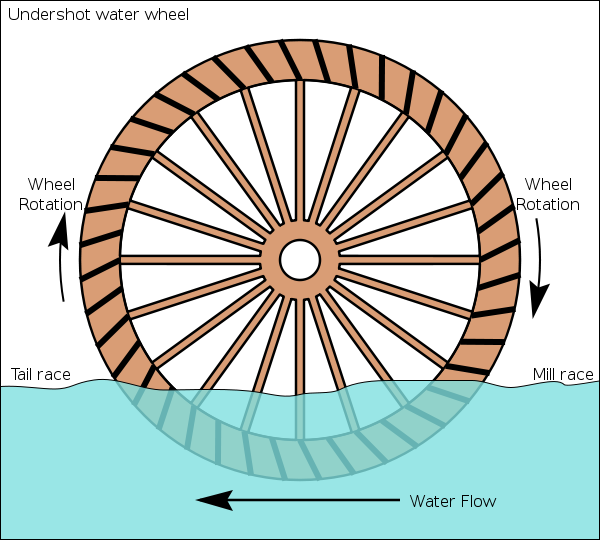 Undershot water wheel
Wheel
Rotation
Wheel
Rotation
Tail race
Mill race
Water Flow